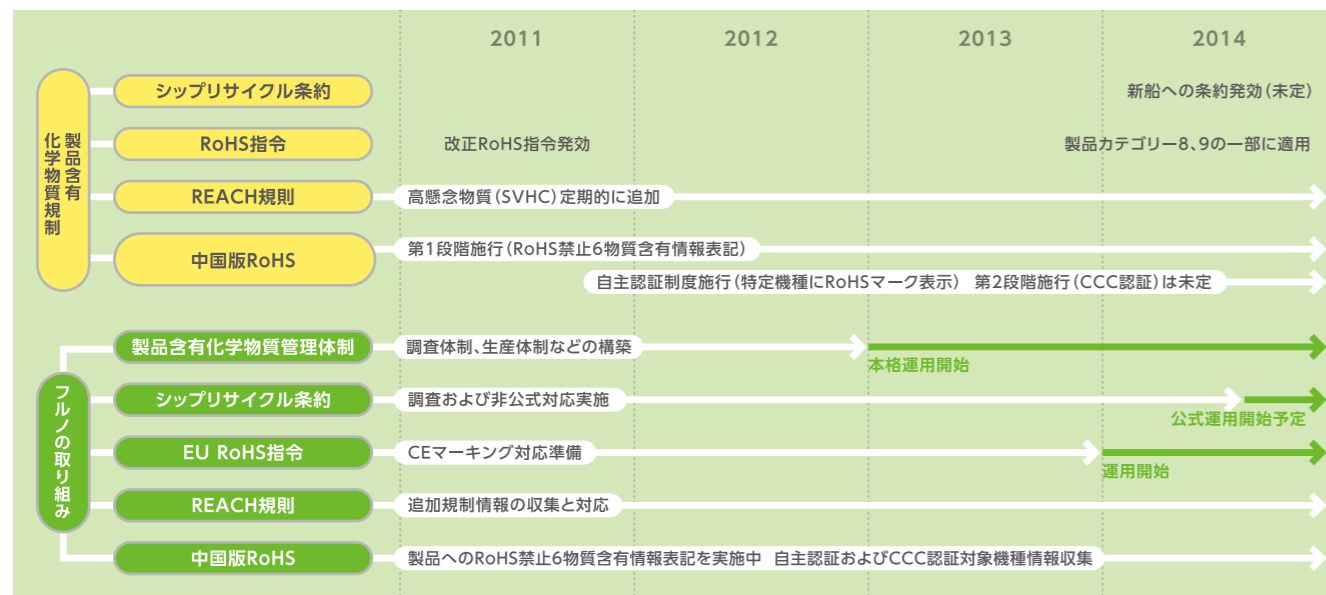 2011 2012 2013 2014
製品含有
化学物質規制
シップリサイクル条約
新船への条約発効(未定)
RoHS指令
改正RoHS指令発効
製品カテゴリー8、9の一部に適用
REACH規則
高懸念物質(SVHC)定期的に追加
中国版RoHS
第1段階施行(RoHS禁止6物質含有情報表記)
自主認証制度施行(特定機種にRoHSマーク表示) 第2段階施行(CCC認証)は未定
フルノの取り組み
製品含有化学物質管理体制
調査体制、生産体制などの構築
本格運用開始
シップリサイクル条約
調査および非公式対応実施
公式運用開始予定
EU RoHS指令
CEマーキング対応準備
運用開始
REACH規則
追加規制情報の収集と対応
中国版RoHS
製品へのRoHS禁止6物質含有情報表記を実施中 自主認証およびCCC認証対象機種情報収集